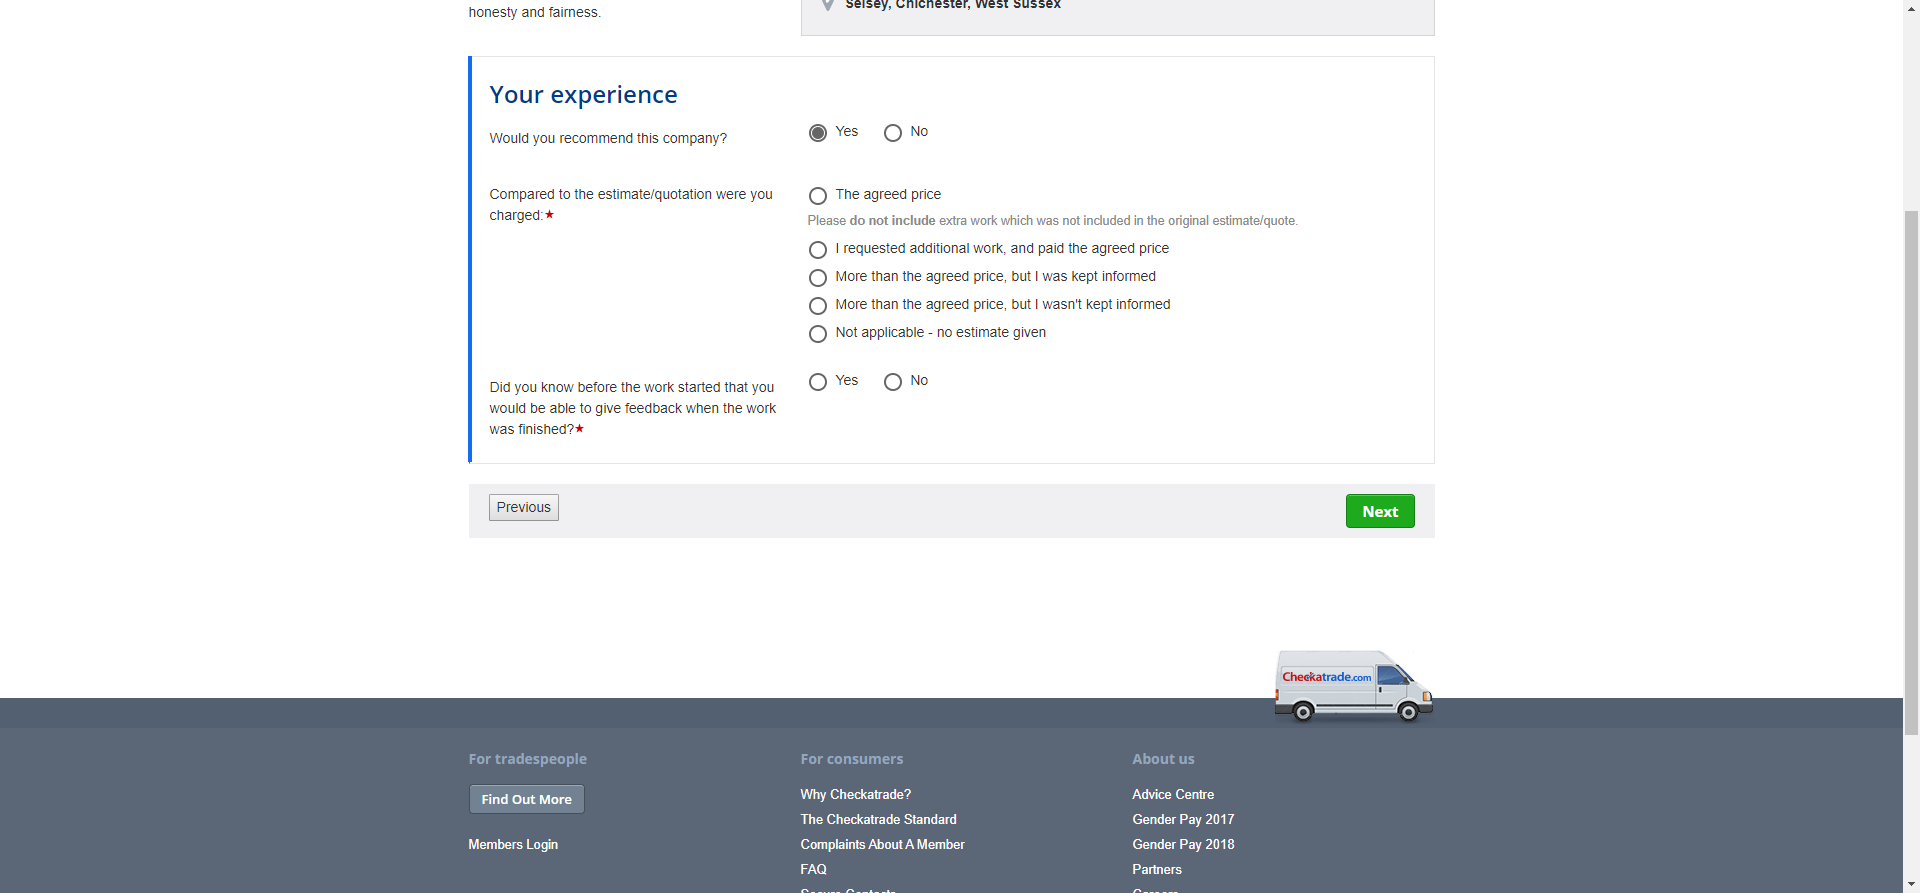 honesty and fairness.
Selsey, Chichester, West Sussex
Your experience
Would you recommend this company?
Yes
No
Compared to the estimate/quotation were you
charged:★
The agreed price
Please do not include extra work which was not included in the original estimate/quote.
I requested additional work, and paid the agreed price
More than the agreed price, but I was kept informed
More than the agreed price, but I wasn't kept informed
Not applicable - no estimate given
Did you know before the work started that you
would be able to give feedback when the work
was finished?★
Yes
No
Previous
Next
Checkatrade.com
For tradespeople
Find Out More
Members Login
For consumers
Why Checkatrade?
The Checkatrade Standard
Complaints About A Member
FAQ
Secure Contacts
About us
Advice Centre
Gender Pay 2017
Gender Pay 2018
Partners
Careers